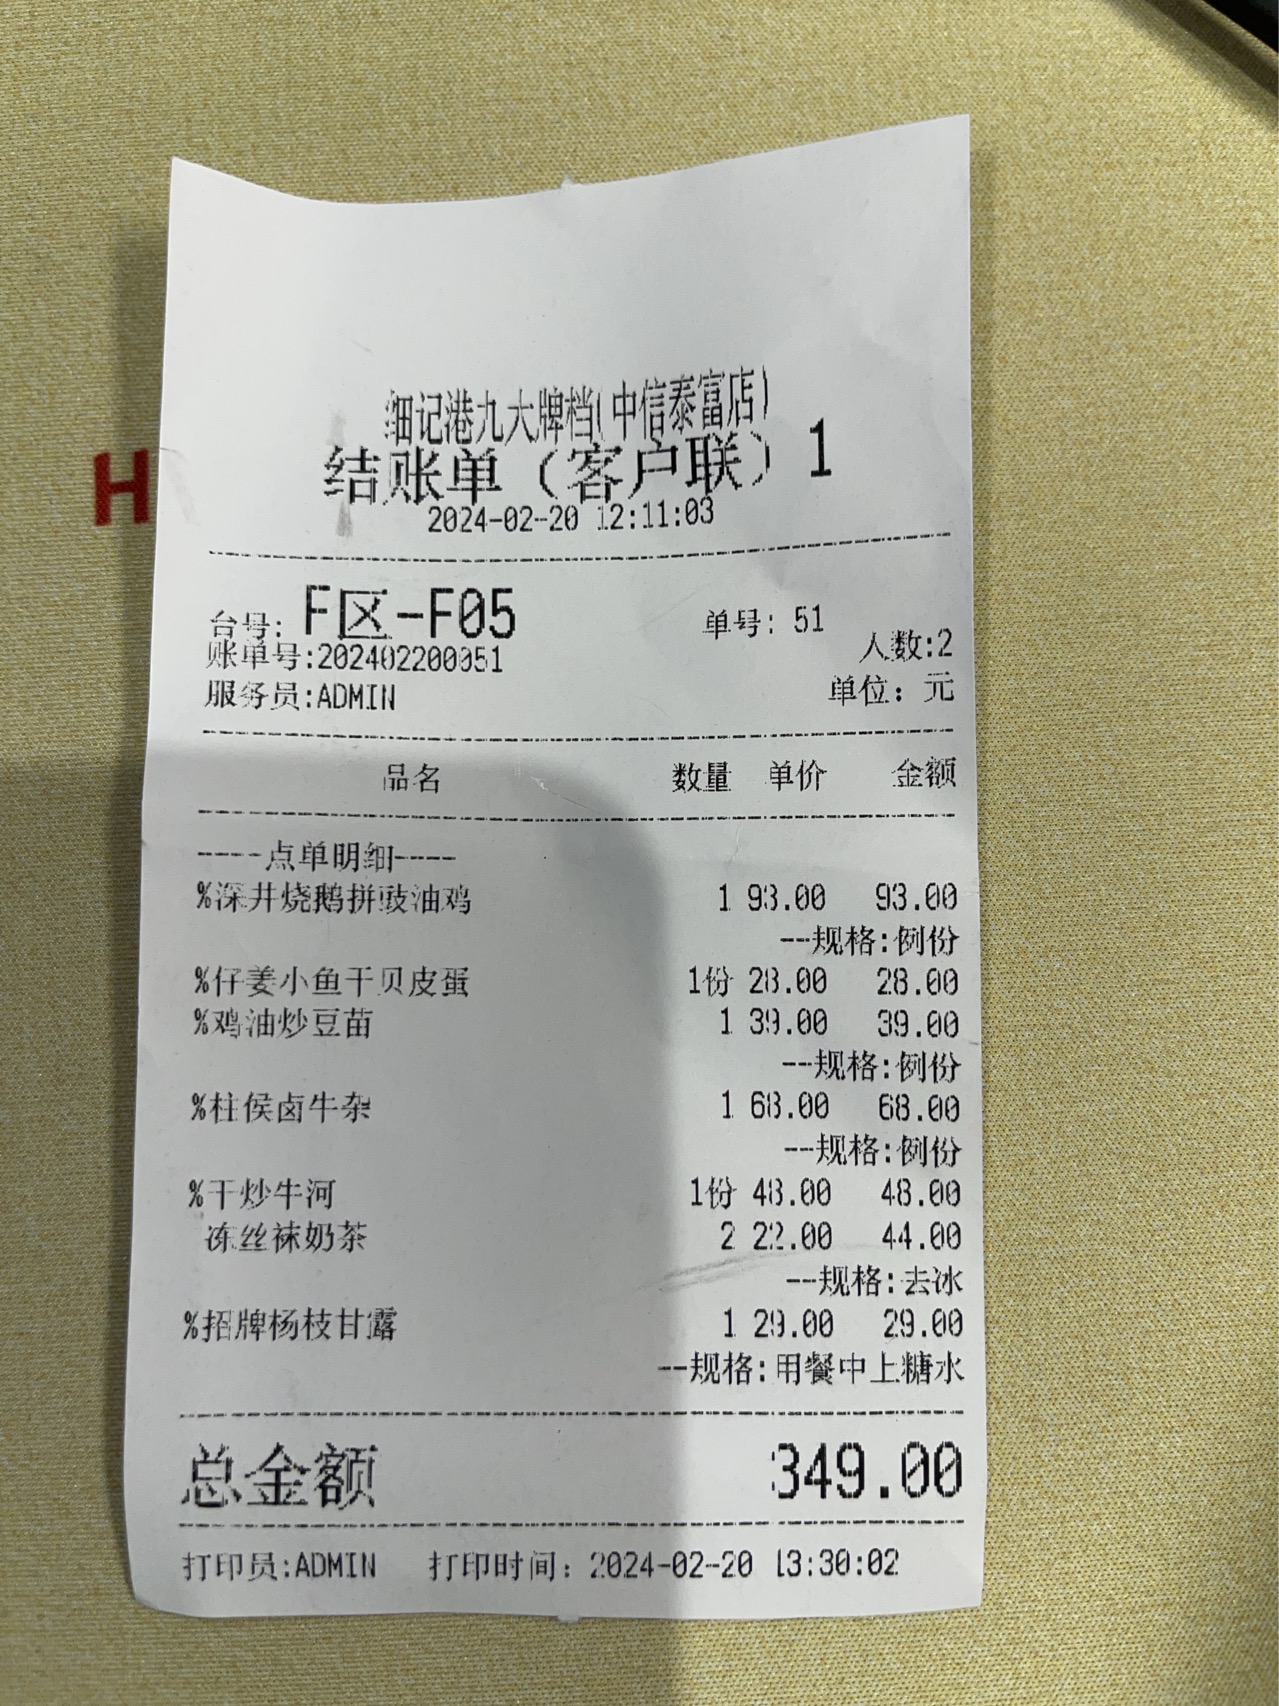 细记港九大牌档(中信泰富店)
结账单（客户联）1
2024-02-20 12:11:03
H
台号: F区-F05 单号: 51
账单号:202402200051 人数:2
服务员:ADMIN 单位: 元
品名 数量 单价 金额
----点单明细----
%深井烧鹅拼豉油鸡 1 93.00 93.00
--规格:例份
%仔姜小鱼干贝皮蛋 1份 28.00 28.00
%鸡油炒豆苗 1 39.00 39.00
--规格:例份
%柱侯卤牛杂 1 68.00 68.00
--规格:例份
%干炒牛河 1份 48.00 48.00
冻丝袜奶茶 2 22.00 44.00
--规格:去冰
%招牌杨枝甘露 1 29.00 29.00
--规格:用餐中上糖水
总金额 349.00
打印员:ADMIN 打印时间: 2024-02-20 13:30:02